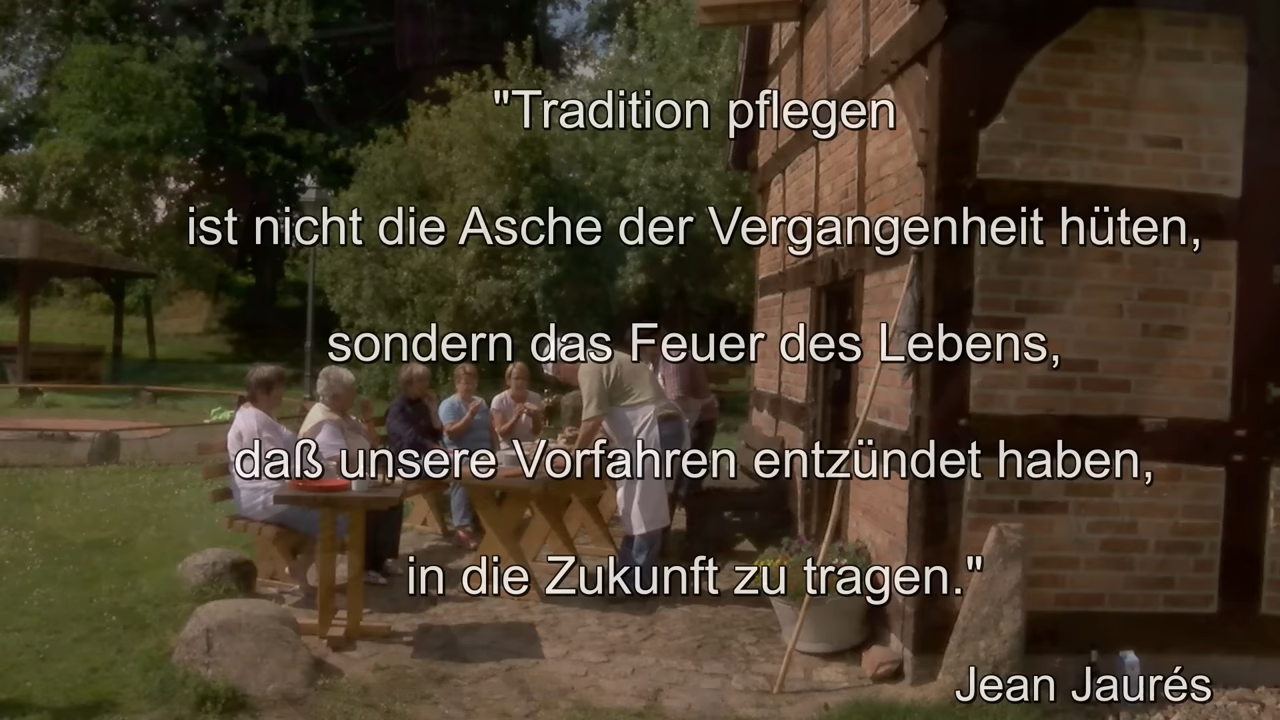 "Tradition pflegen
ist nicht die Asche der Vergangenheit hüten,
sondern das Feuer des Lebens,
daß unsere Vorfahren entzündet haben,
in die Zukunft zu tragen."
Jean Jaurés